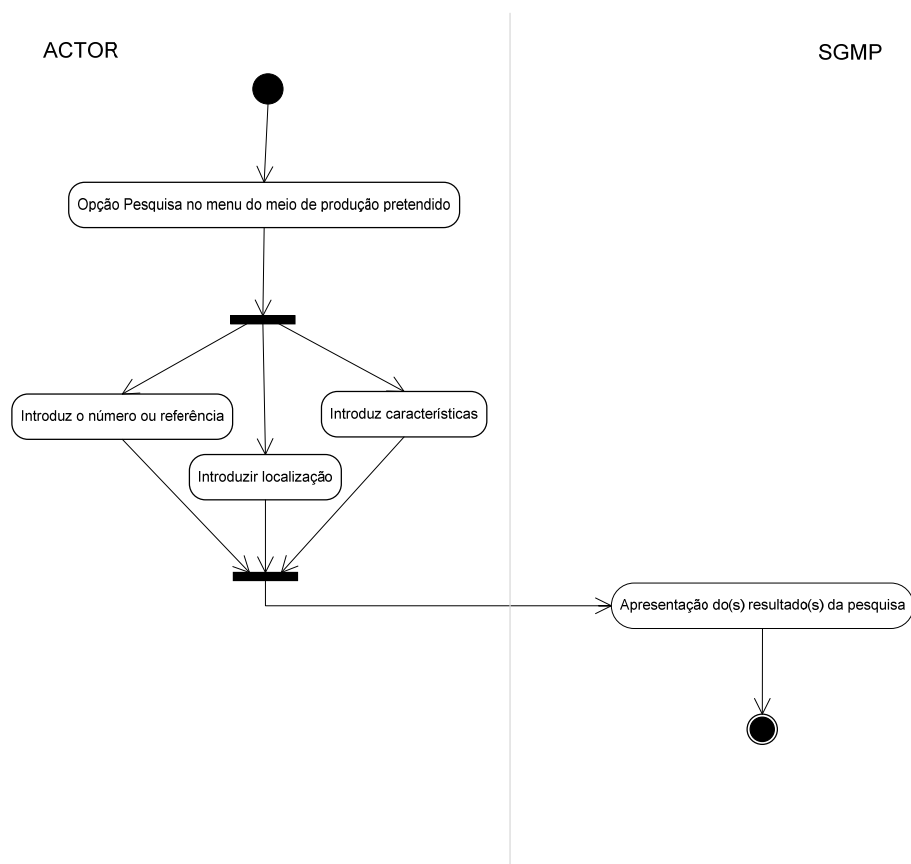 ACTOR
SGMP
Opção Pesquisa no menu do meio de produção pretendido
Introduz o número ou referência
Introduz características
Introduzir localização
Apresentação do(s) resultado(s) da pesquisa